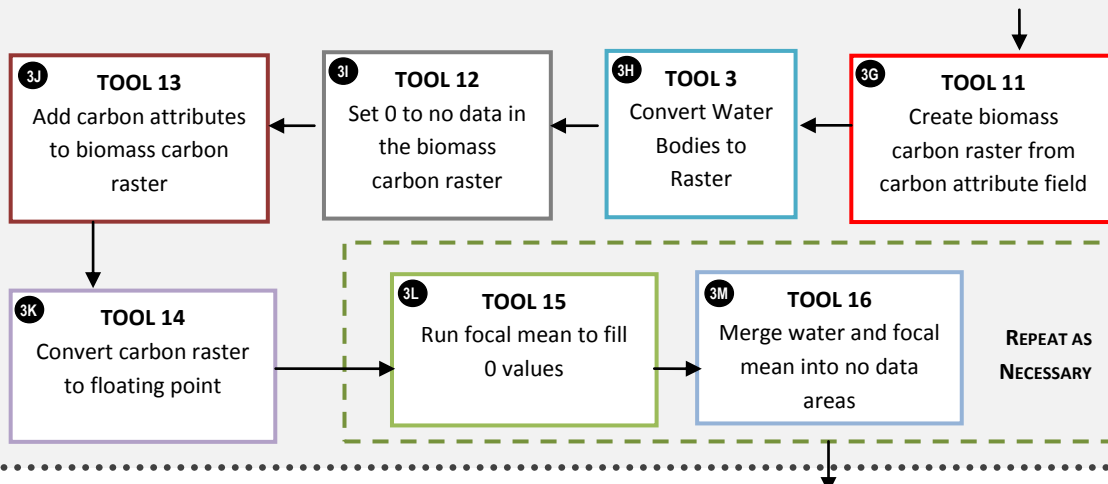 3J
TOOL 13
Add carbon attributes
to biomass carbon
raster
3I
TOOL 12
Set 0 to no data in
the biomass
carbon raster
3H
TOOL 3
Convert Water
Bodies to
Raster
3G
TOOL 11
Create biomass
carbon raster from
carbon attribute field
3K
TOOL 14
Convert carbon raster
to floating point
3L
TOOL 15
Run focal mean to fill
0 values
3M
TOOL 16
Merge water and focal
mean into no data
areas
REPEAT AS
NECESSARY